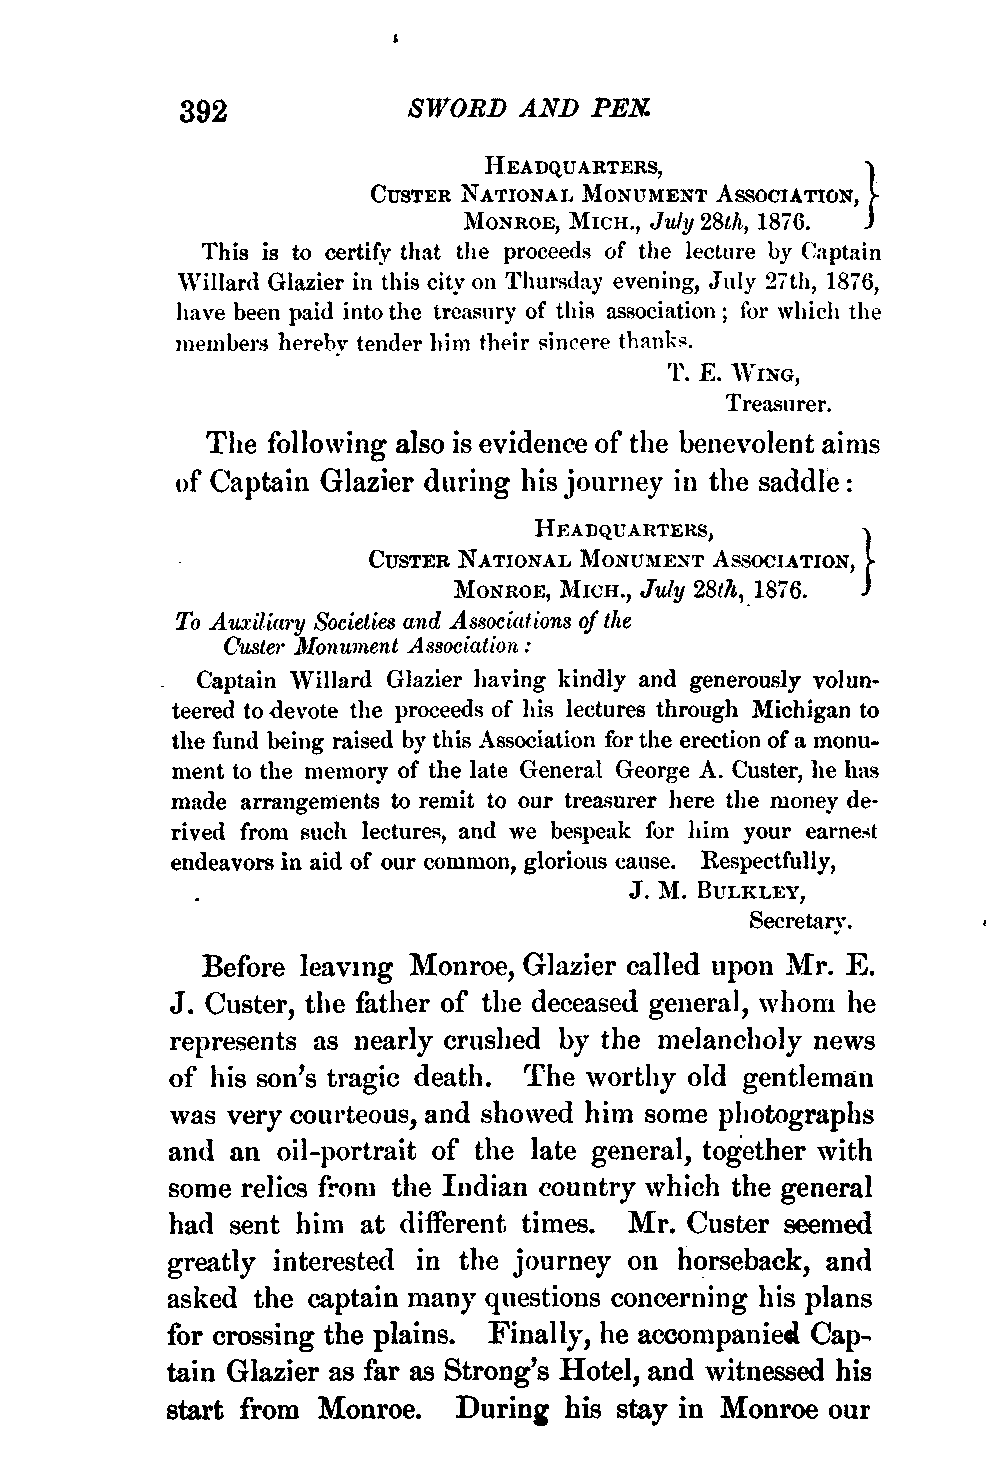 392 SWORD AND PEN.
HEADQUARTERS,
CUSTER NATIONAL MONUMENT ASSOCIATION,
MONROE, MICH., July 28th, 1876.
This is to certify that the proceeds of the lecture by Captain
Willard Glazier in this city on Thursday evening, July 27th, 1876,
have been paid into the treasury of this association; for which the
members hereby tender him their sincere thanks.
T. E. WING,
Treasurer.
The following also is evidence of the benevolent aims
of Captain Glazier during his journey in the saddle:
HEADQUARTERS,
CUSTER NATIONAL MONUMENT ASSOCIATION,
MONROE, MICH., July 28th, 1876.
To Auxiliary Societies and Associations of the
Custer Monument Association:
Captain Willard Glazier having kindly and generously volun-
teered to devote the proceeds of his lectures through Michigan to
the fund being raised by this Association for the erection of a monu-
ment to the memory of the late General George A. Custer, he has
made arrangements to remit to our treasurer here the money de-
rived from such lectures, and we bespeak for him your earnest
endeavors in aid of our common, glorious cause. Respectfully,
J. M. BULKLEY,
Secretary.
Before leaving Monroe, Glazier called upon Mr. E.
J. Custer, the father of the deceased general, whom he
represents as nearly crushed by the melancholy news
of his son's tragic death. The worthy old gentleman
was very courteous, and showed him some photographs
and an oil-portrait of the late general, together with
some relics from the Indian country which the general
had sent him at different times. Mr. Custer seemed
greatly interested in the journey on horseback, and
asked the captain many questions concerning his plans
for crossing the plains. Finally, he accompanied Cap-
tain Glazier as far as Strong's Hotel, and witnessed his
start from Monroe. During his stay in Monroe our